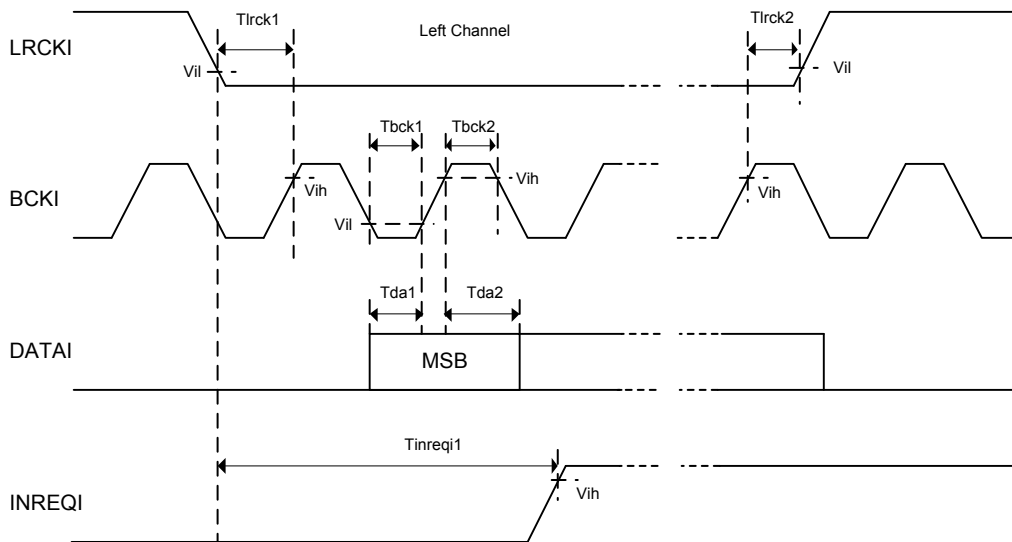 Tlrck1
Left Channel
Tlrck2
LRCKI
Vil
Vil
Tbck1
Tbck2
BCKI
Vih
Vih
Vih
Vil
Tda1
Tda2
DATAI
MSB
Tinreqi1
INREQI
Vih